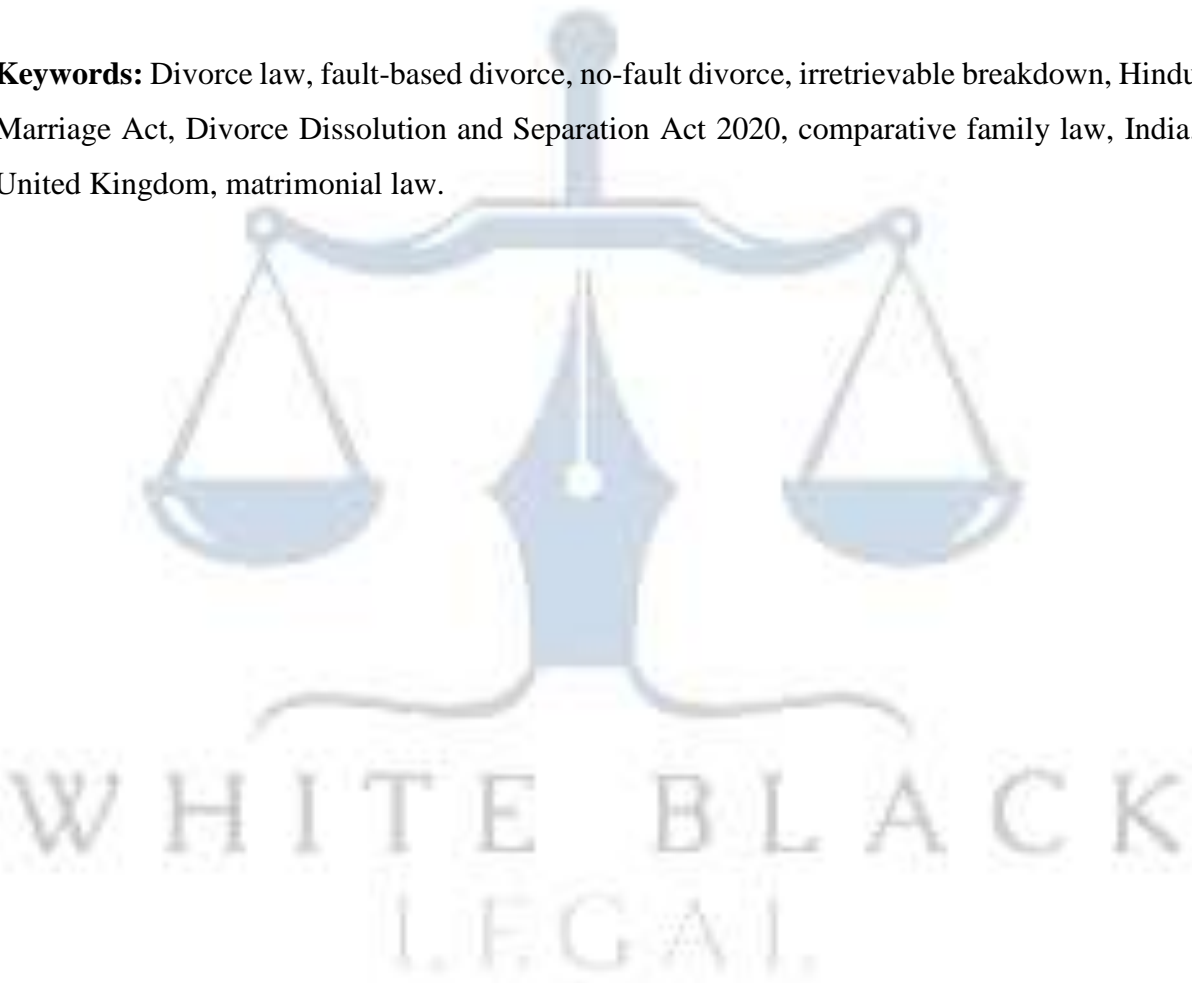 Keywords: Divorce law, fault-based divorce, no-fault divorce, irretrievable breakdown, Hindu
Marriage Act, Divorce Dissolution and Separation Act 2020, comparative family law, India,
United Kingdom, matrimonial law.
WHITE BLACK
LEGAL